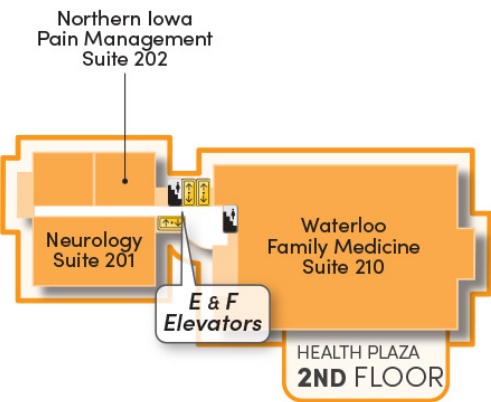 Northern Iowa
Pain Management
Suite 202
Neurology
Suite 201
Waterloo
Family Medicine
Suite 210
E & F
Elevators
HEALTH PLAZA
2ND FLOOR